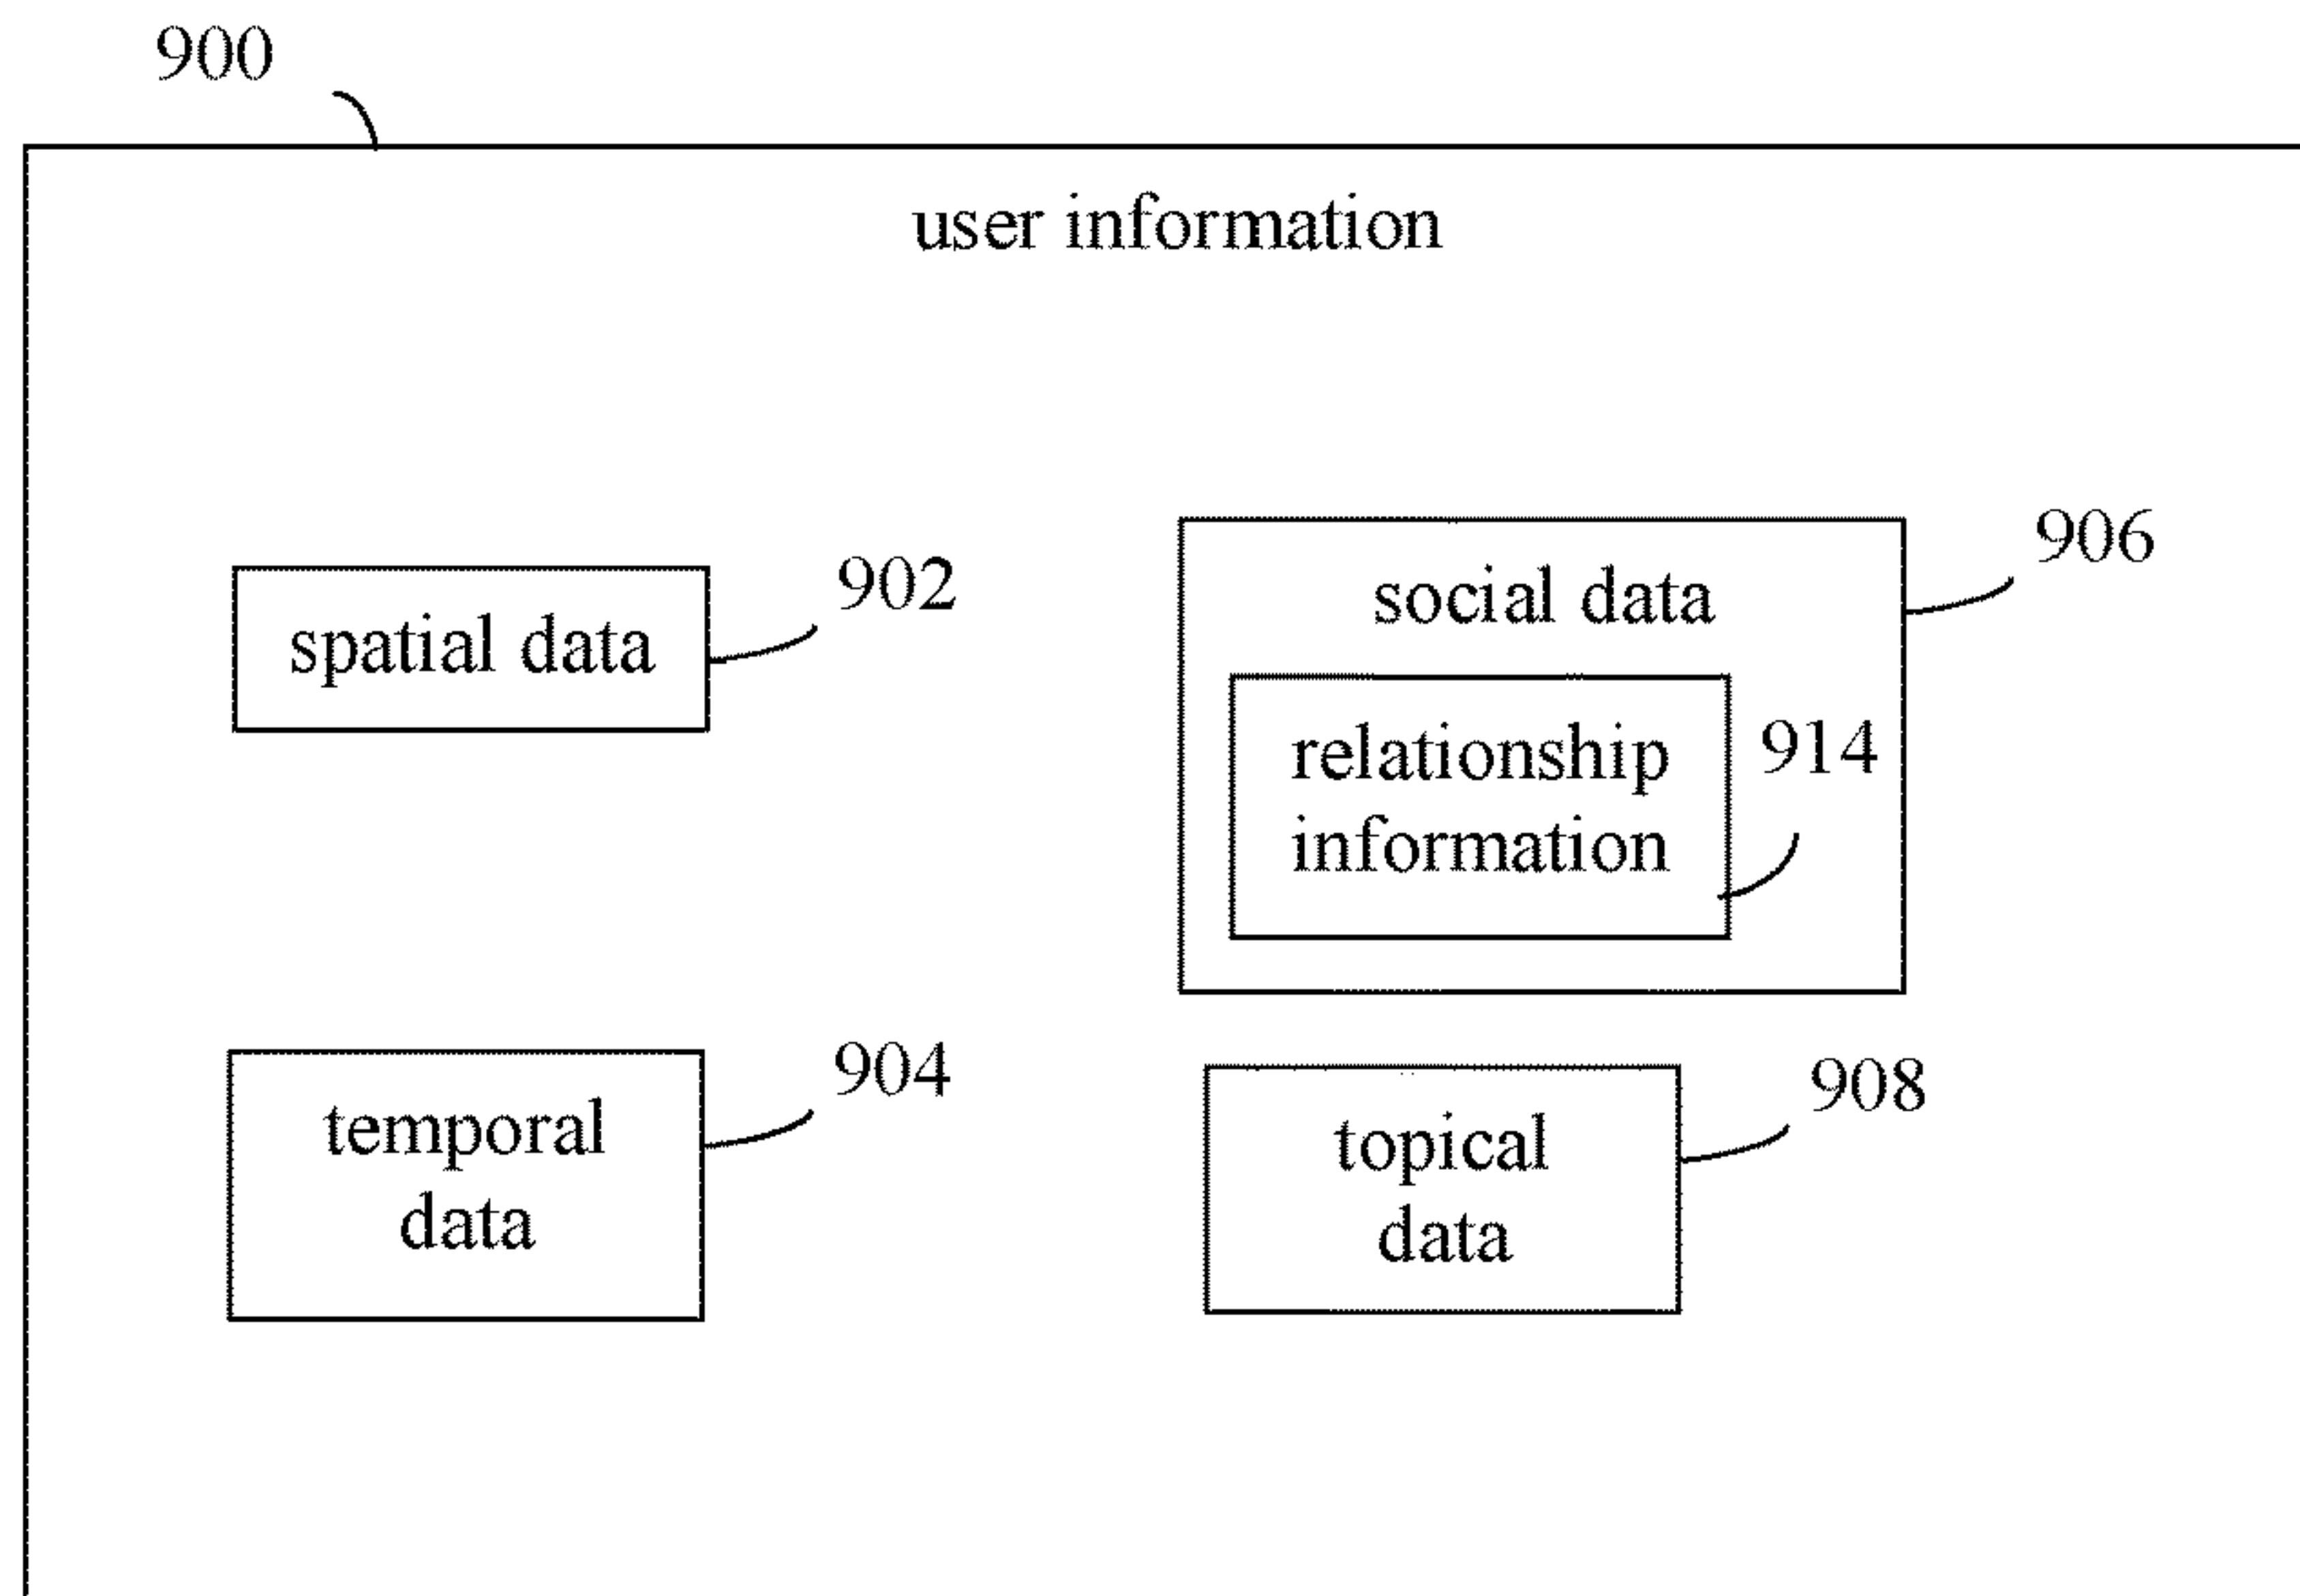 900
user information
902
spatial data
906
social data
914
relationship
information
904
temporal
data
908
topical
data